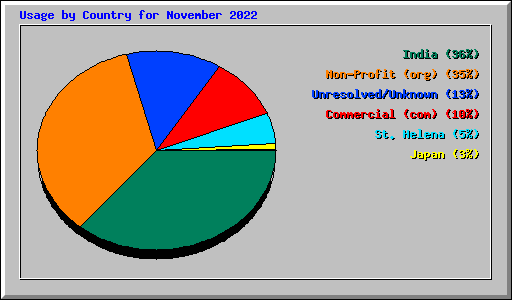 Usage by Country for November 2022
India (36%)
Non-Profit (org) (35%)
Unresolved/Unknown (13%)
Commercial (com) (10%)
St. Helena (5%)
Japan (3%)